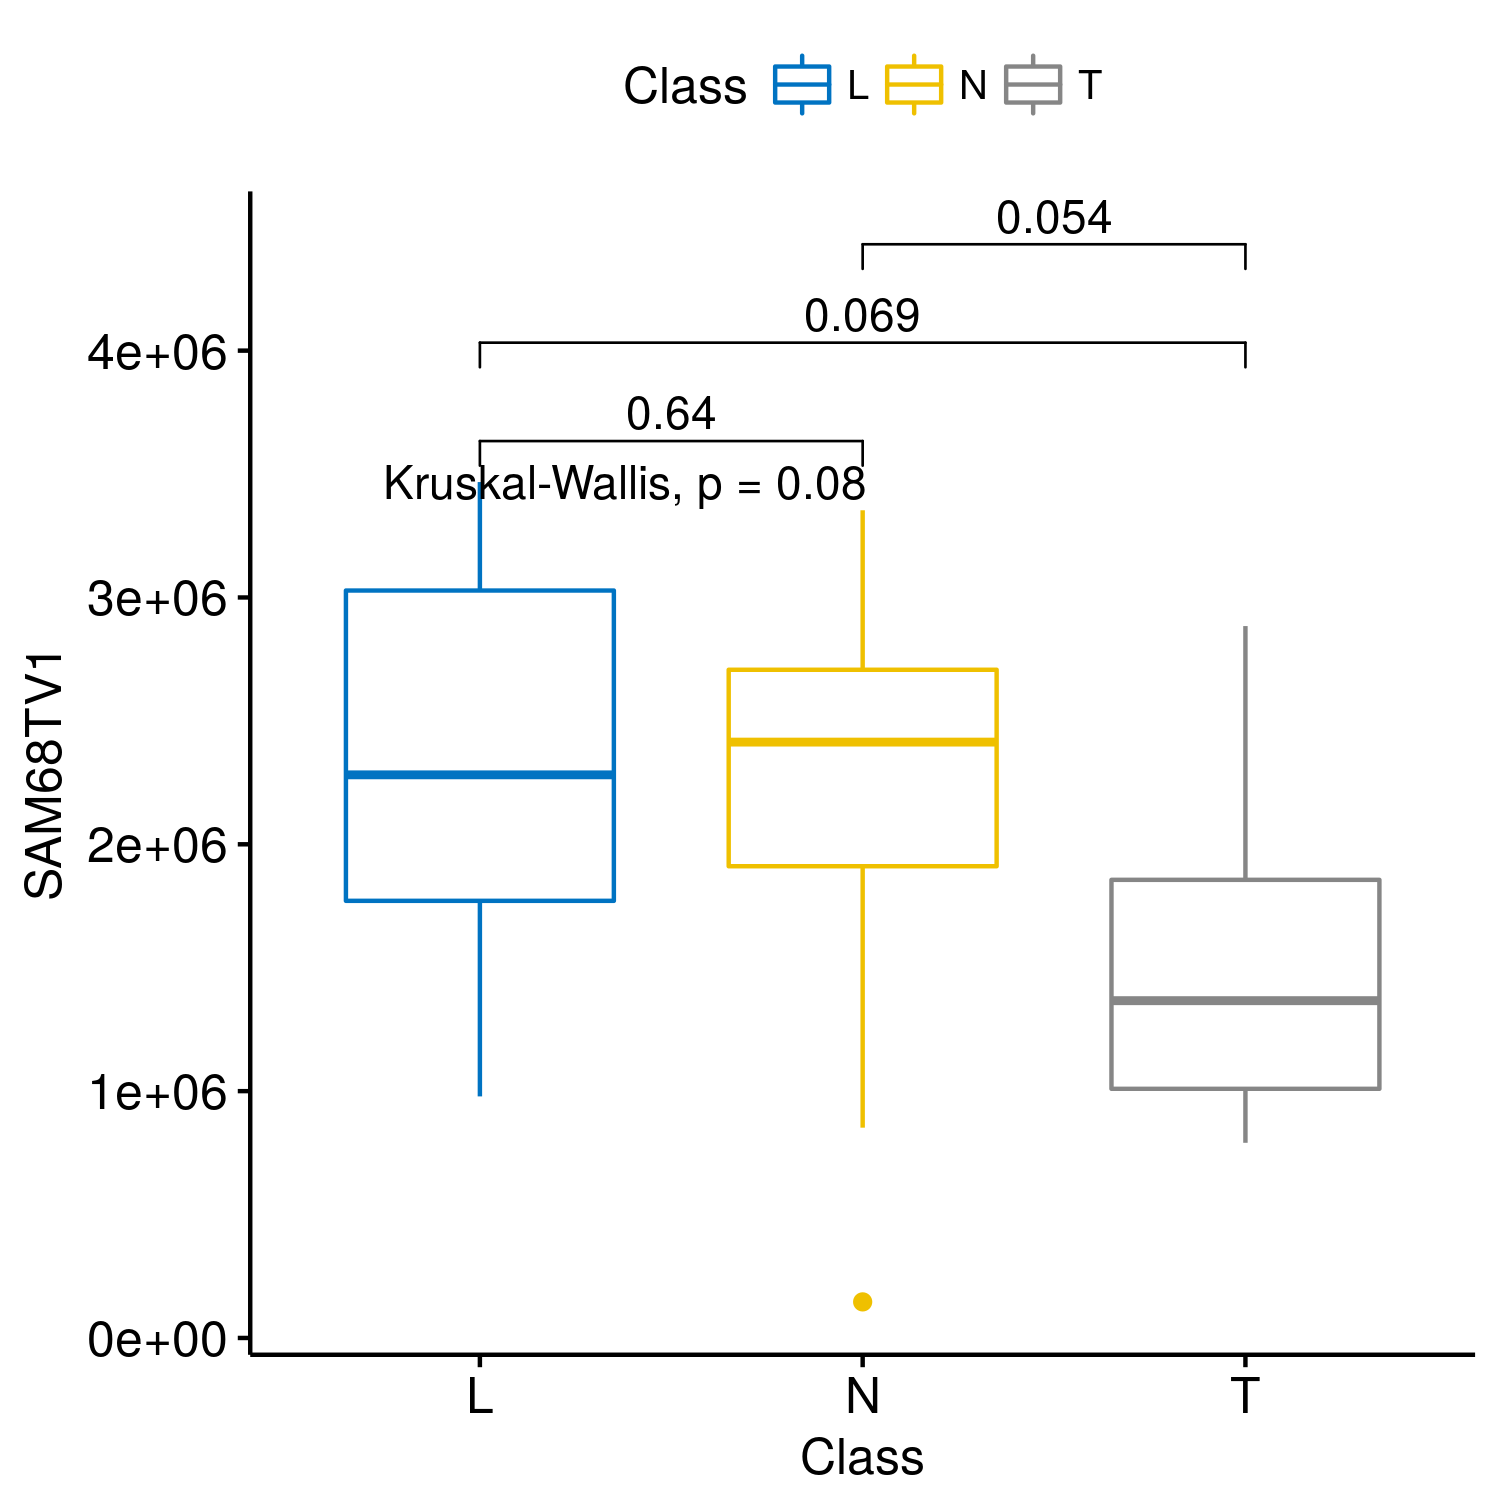 Class L N T
0.054
0.069
4e+06
0.64
Kruskal-Wallis, p = 0.08
3e+06
SAM68TV1
2e+06
1e+06
0e+00
L N T
Class